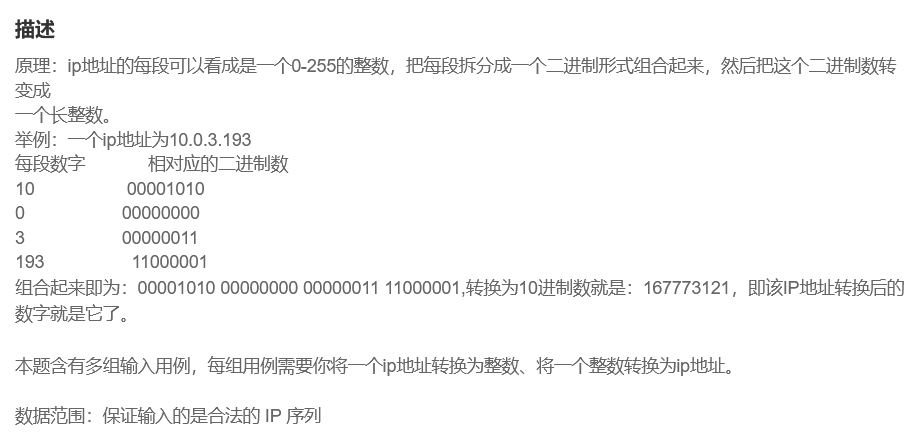 描述
原理：ip地址的每段可以看成是一个0-255的整数，把每段拆分成一个二进制形式组合起来，然后把这个二进制数转
变成
一个长整数。
举例：一个ip地址为10.0.3.193
每段数字 相对应的二进制数
10 00001010
0 00000000
3 00000011
193 11000001
组合起来即为：00001010 00000000 00000011 11000001,转换为10进制数就是：167773121，即该IP地址转换后的
数字就是它了。
本题含有多组输入用例，每组用例需要你将一个ip地址转换为整数、将一个整数转换为ip地址。
数据范围：保证输入的是合法的 IP 序列